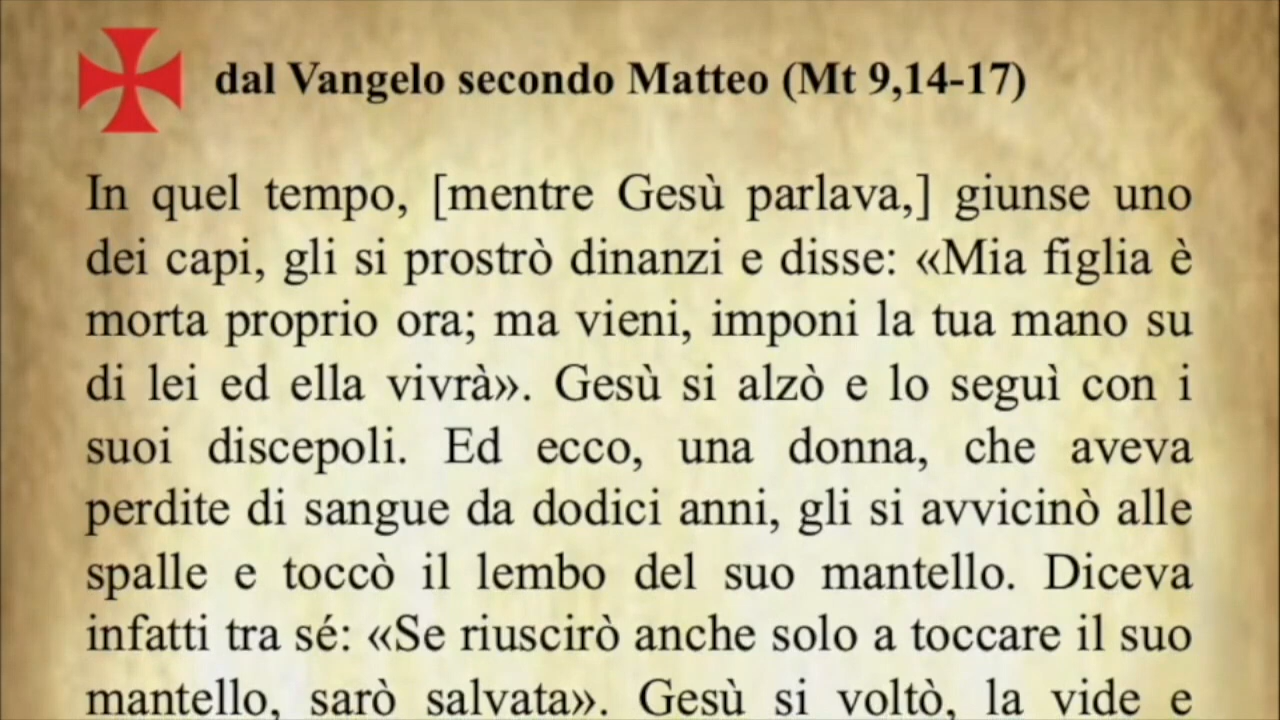 dal Vangelo secondo Matteo (Mt 9,14-17)
In quel tempo, [mentre Gesù parlava,] giunse uno
dei capi, gli si prostrò dinanzi e disse: «Mia figlia è
morta proprio ora; ma vieni, imponi la tua mano su
di lei ed ella vivrà». Gesù si alzò e lo seguì con i
suoi discepoli. Ed ecco, una donna, che aveva
perdite di sangue da dodici anni, gli si avvicinò alle
spalle e toccò il lembo del suo mantello. Diceva
infatti tra sé: «Se riuscirò anche solo a toccare il suo
mantello, sarò salvata». Gesù si voltò, la vide e